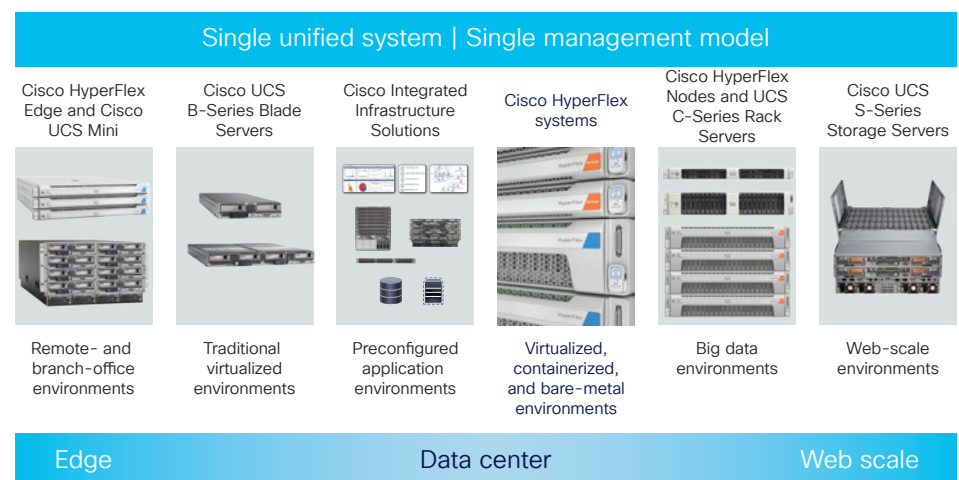 Single unified system | Single management model
Cisco HyperFlex
Edge and Cisco
UCS Mini
Cisco UCS
B-Series Blade
Servers
Cisco Integrated
Infrastructure
Solutions
Cisco HyperFlex
systems
Cisco HyperFlex
Nodes and UCS
C-Series Rack
Servers
Cisco UCS
S-Series
Storage Servers
HyperFlex
HyperFlex
HyperFlex
Remote- and
branch-office
environments
Traditional
virtualized
environments
Preconfigured
application
environments
Virtualized,
containerized,
and bare-metal
environments
Big data
environments
Web-scale
environments
Edge
Data center
Web scale